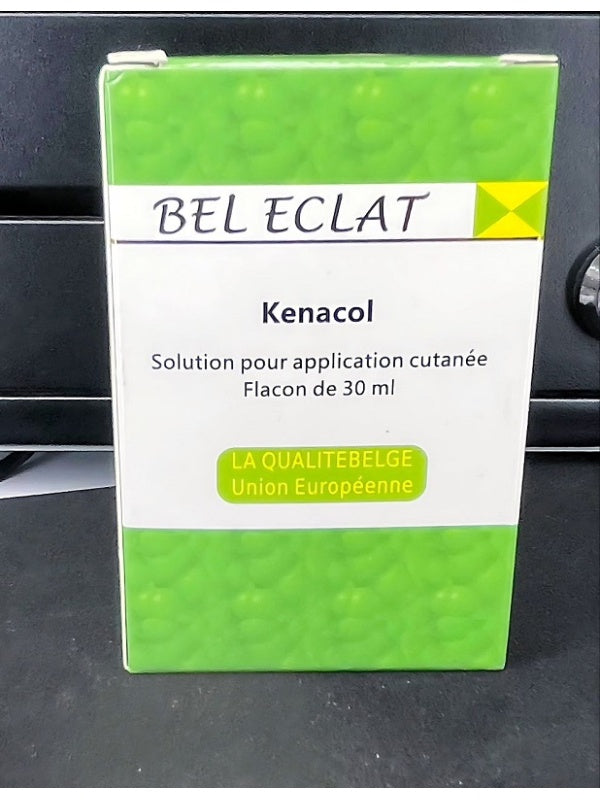 BEL ECLAT
Kenacol
Solution pour application cutanée
Flacon de 30 ml
LA QUALITEBELGE
Union Européenne